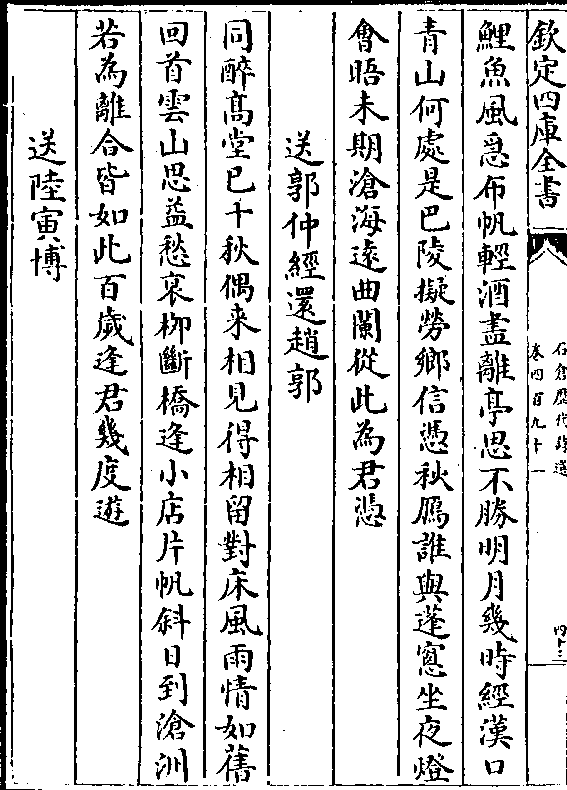 欽定四庫全書
石倉歷代詩選
卷四百九十一
四十三
鯉魚風急布帆輕酒盡離亭思不勝明月幾時經漢口
青山何處是巴陵擬勞鄉信憑秋鴈誰與蓬窓坐夜燈
會晤未期滄海遠曲闌從此為君憑
送郭仲經還趙郭
同醉髙堂已十秋偶来相見得相留對床風雨情如舊
回首雲山思益愁衰栁斷橋逢小店片帆斜日到滄洲
若為離合皆如此百歲逢君幾度遊
送陸寅博